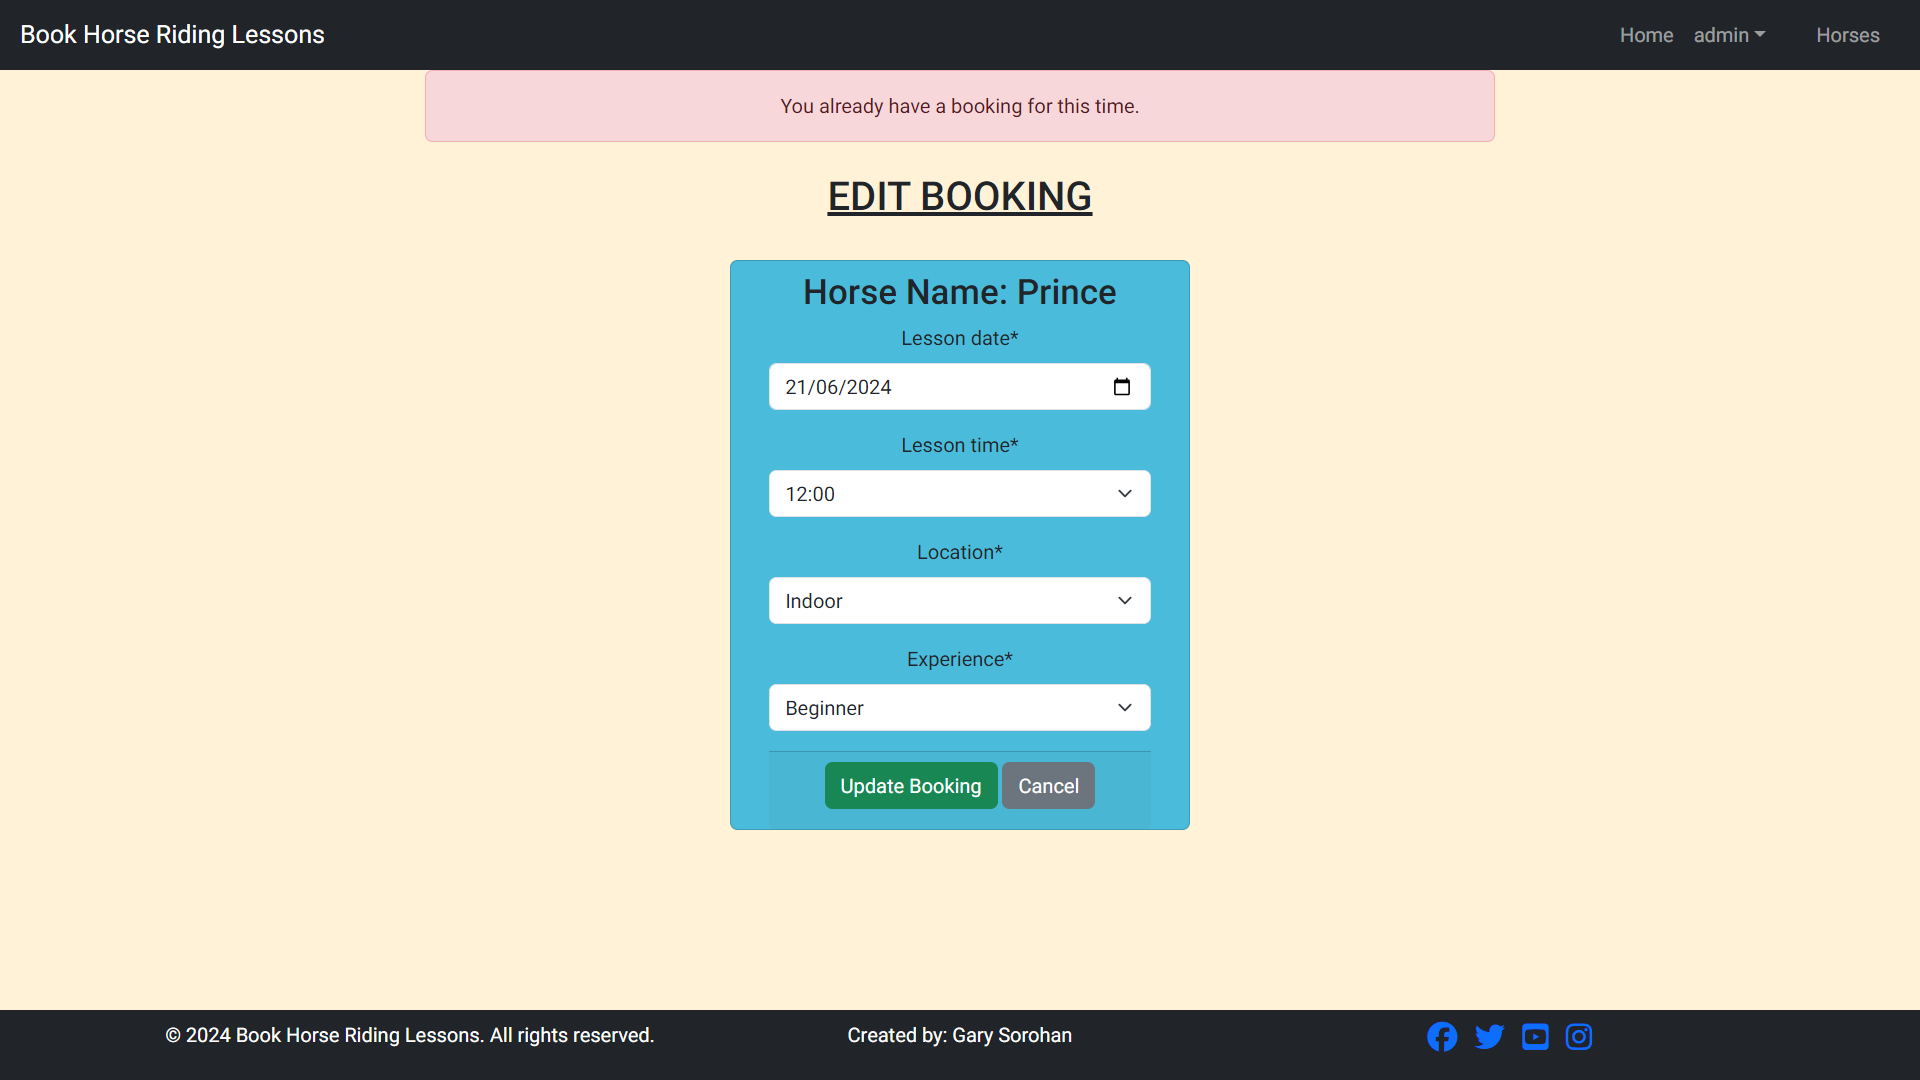 Book Horse Riding Lessons
Home admin Horses
You already have a booking for this time.
EDIT BOOKING
Horse Name: Prince
Lesson date*
21/06/2024
Lesson time*
12:00
Location*
Indoor
Experience*
Beginner
Update Booking Cancel
© 2024 Book Horse Riding Lessons. All rights reserved. Created by: Gary Sorohan